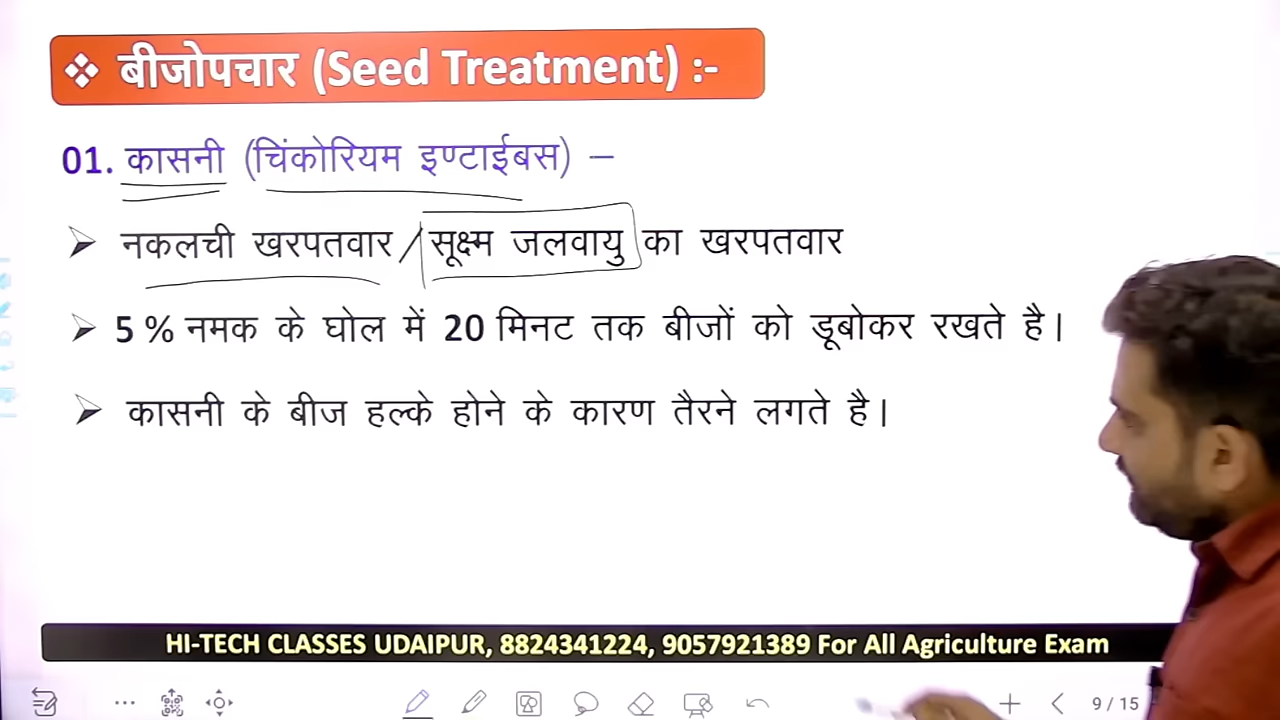 ❖ बीजोपचार (Seed Treatment) :-
01. कासनी (चिंकोरियम इण्टाईबस) –
➢ नकलची खरपतवार / सूक्ष्म जलवायु का खरपतवार
➢ 5 % नमक के घोल में 20 मिनट तक बीजों को डूबोकर रखते है।
➢ कासनी के बीज हल्के होने के कारण तैरने लगते है।
HI-TECH CLASSES UDAIPUR, 8824341224, 9057921389 For All Agriculture Exam
9 / 15